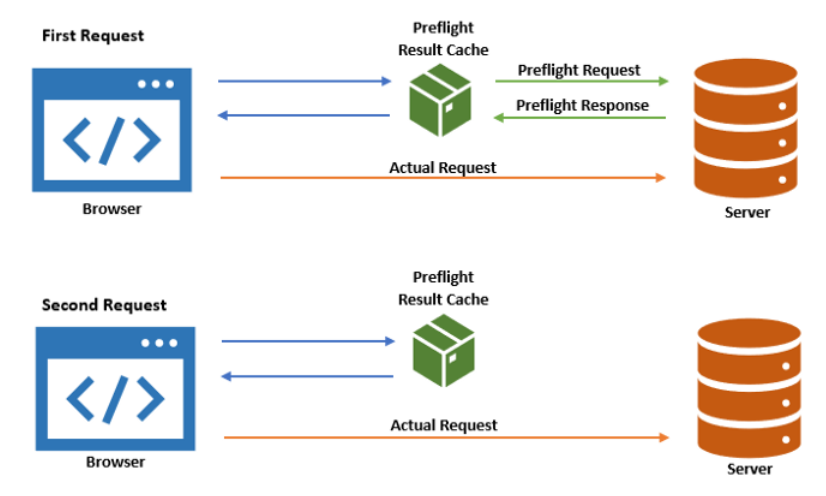 First Request
Preflight
Result Cache
Preflight Request
Preflight Response
Actual Request
Browser
Server
Second Request
Preflight
Result Cache
Actual Request
Browser
Server